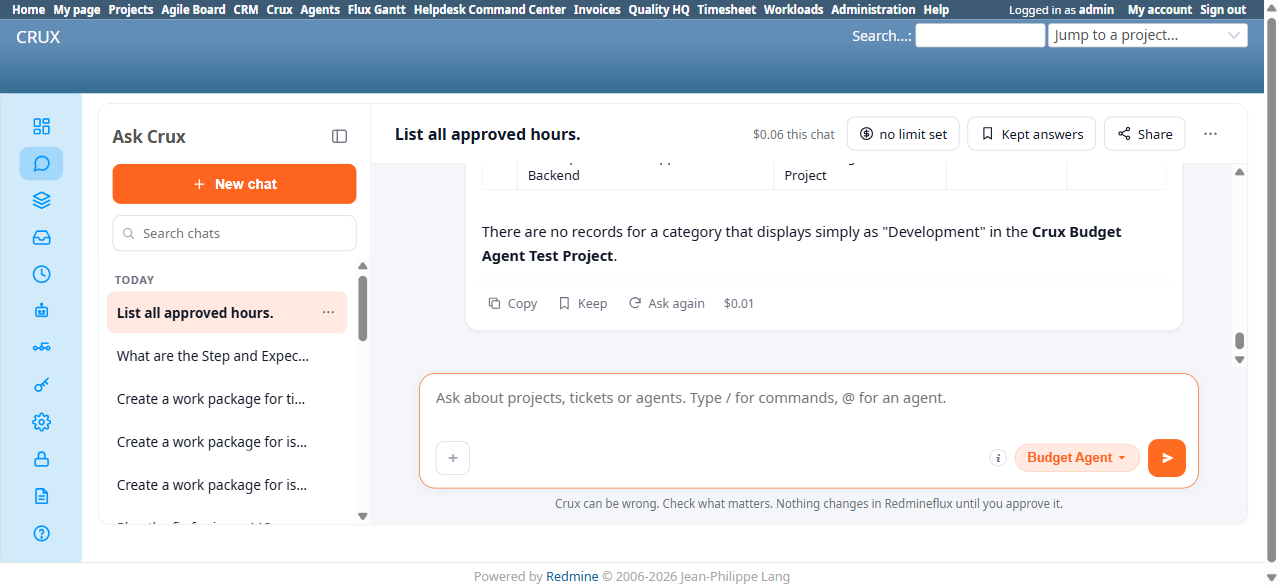 Home My page Projects Agile Board CRM Crux Agents Flux Gantt Helpdesk Command Center Invoices Quality HQ Timesheet Workloads Administration Help
Logged in as admin My account Sign out
CRUX
Search...:
Jump to a project...
Ask Crux
+ New chat
Search chats
TODAY
List all approved hours. ...
What are the Step and Expec...
Create a work package for ti...
Create a work package for is...
Create a work package for is...
List all approved hours.
$0.06 this chat
no limit set
Kept answers
Share
...
Backend
Project
There are no records for a category that displays simply as "Development" in the Crux Budget
Agent Test Project.
Copy
Keep
Ask again
$0.01
Ask about projects, tickets or agents. Type / for commands, @ for an agent.
+
i
Budget Agent
Crux can be wrong. Check what matters. Nothing changes in Redmineflux until you approve it.
Powered by Redmine © 2006-2026 Jean-Philippe Lang